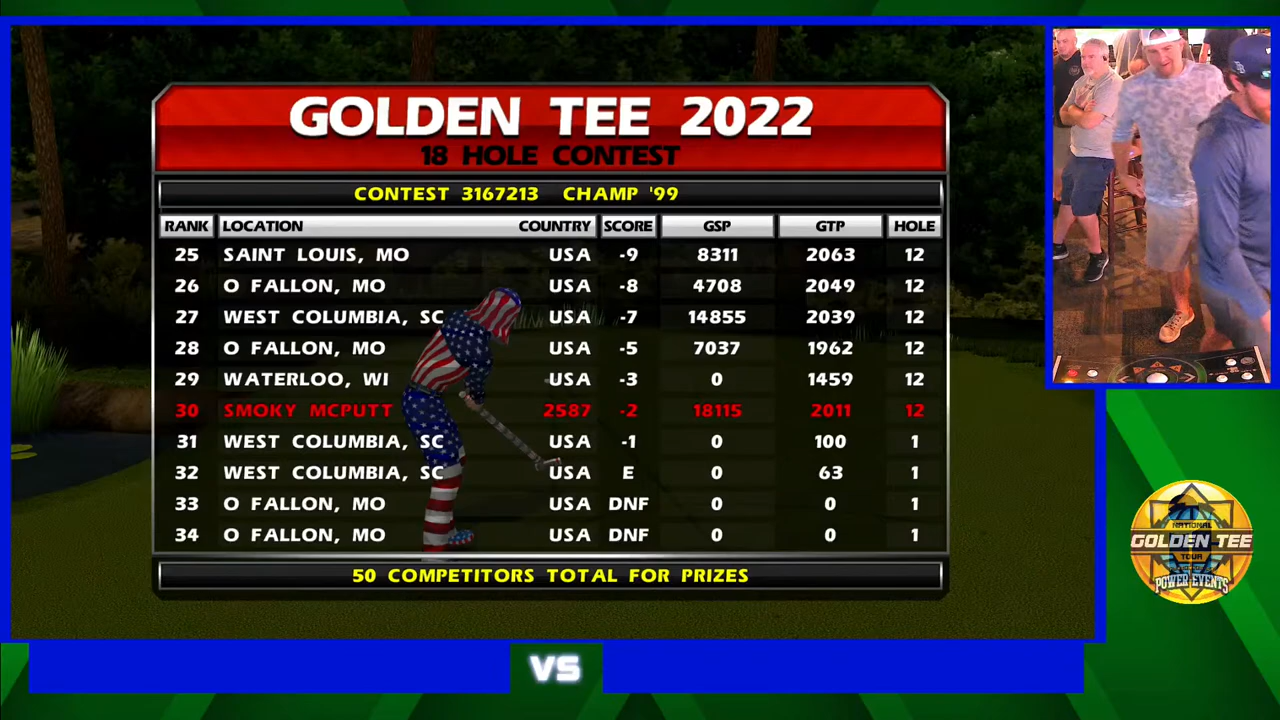 GOLDEN TEE 2022
18 HOLE CONTEST
CONTEST 3167213 CHAMP '99
RANK LOCATION COUNTRY SCORE GSP GTP HOLE
25 SAINT LOUIS, MO USA -9 8311 2063 12
26 O FALLON, MO USA -8 4708 2049 12
27 WEST COLUMBIA, SC USA -7 14855 2039 12
28 O FALLON, MO USA -5 7037 1962 12
29 WATERLOO, WI USA -3 0 1459 12
30 SMOKY MCPUTT 2587 -2 18115 2011 12
31 WEST COLUMBIA, SC USA -1 0 100 1
32 WEST COLUMBIA, SC USA E 0 63 1
33 O FALLON, MO USA DNF 0 0 1
34 O FALLON, MO USA DNF 0 0 1
50 COMPETITORS TOTAL FOR PRIZES
NATIONAL
GOLDEN TEE
TOUR
POWER EVENTS
VS